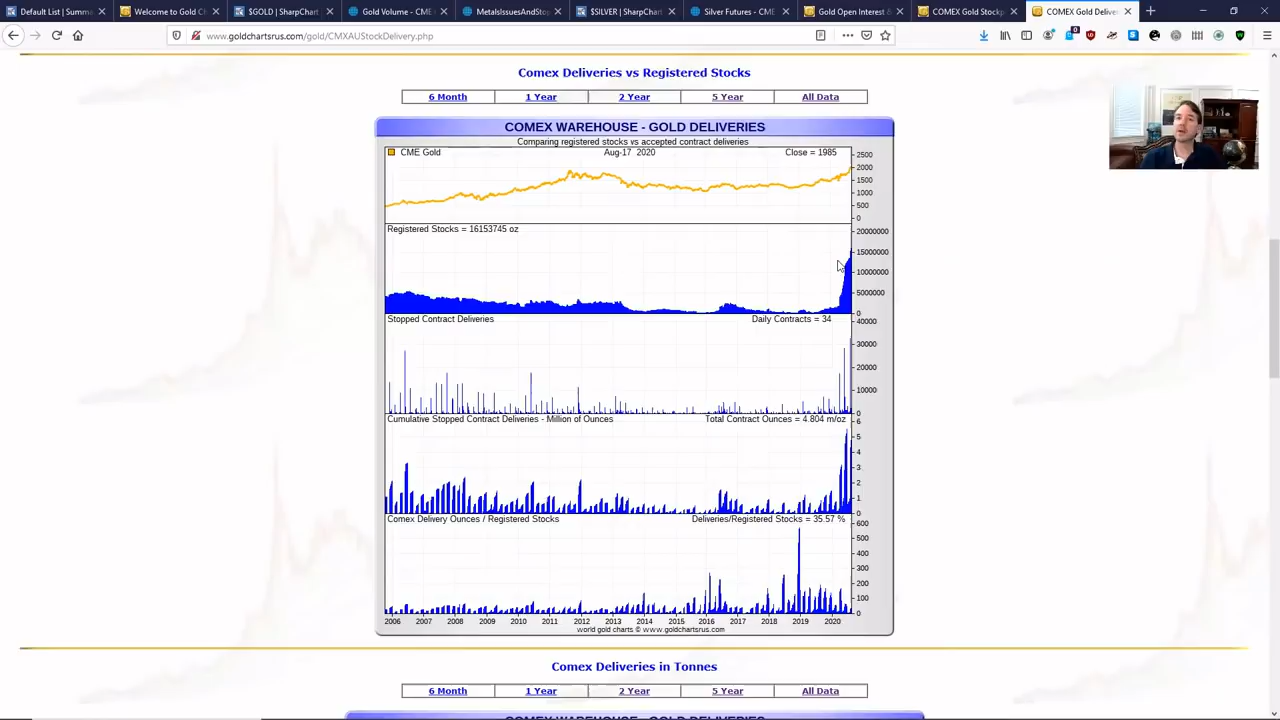 Default List | Summa
Welcome to Gold C
$GOLD | SharpChart
Gold Volume - CME
MetalsIssuesAndSto
$SILVER | SharpChar
Silver Futures - CME
Gold Open Interest &
COMEX Gold Stockp
COMEX Gold Delive
www.goldchartsrus.com/gold/CMXAUStockDelivery.php
Comex Deliveries vs Registered Stocks
6 Month 1 Year 2 Year 5 Year All Data
COMEX WAREHOUSE - GOLD DELIVERIES
Comparing registered stocks vs accepted contract deliveries
CME Gold Aug-17 2020 Close = 1985
2500
2000
1500
1000
500
0
Registered Stocks = 16153745 oz
20000000
15000000
10000000
5000000
0
Stopped Contract Deliveries Daily Contracts = 34
40000
30000
20000
10000
0
Cumulative Stopped Contract Deliveries - Million of Ounces Total Contract Ounces = 4.804 m/oz
6
5
4
3
2
1
0
Comex Delivery Ounces / Registered Stocks Deliveries/Registered Stocks = 35.57 %
600
500
400
300
200
100
0
2006 2007 2008 2009 2010 2011 2012 2013 2014 2015 2016 2017 2018 2019 2020
world gold charts © www.goldchartsrus.com
Comex Deliveries in Tonnes
6 Month 1 Year 2 Year 5 Year All Data
COMEX WAREHOUSE - GOLD DELIVERIES